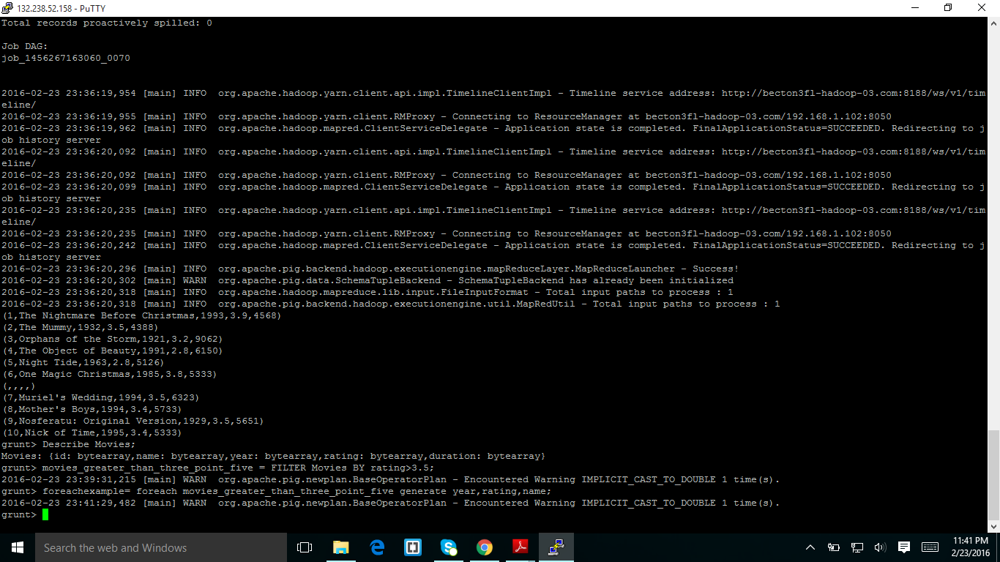 132.238.52.158 - PuTTY
Total records proactively spilled: 0
Job DAG:
job_1456267163060_0070
2016-02-23 23:36:19,954 [main] INFO  org.apache.hadoop.yarn.client.api.impl.TimelineClientImpl - Timeline service address: http://becton3fl-hadoop-03.com:8188/ws/v1/tim
eline/
2016-02-23 23:36:19,955 [main] INFO  org.apache.hadoop.yarn.client.RMProxy - Connecting to ResourceManager at becton3fl-hadoop-03.com/192.168.1.102:8050
2016-02-23 23:36:19,962 [main] INFO  org.apache.hadoop.mapred.ClientServiceDelegate - Application state is completed. FinalApplicationStatus=SUCCEEDED. Redirecting to j
ob history server
2016-02-23 23:36:20,092 [main] INFO  org.apache.hadoop.yarn.client.api.impl.TimelineClientImpl - Timeline service address: http://becton3fl-hadoop-03.com:8188/ws/v1/tim
eline/
2016-02-23 23:36:20,092 [main] INFO  org.apache.hadoop.yarn.client.RMProxy - Connecting to ResourceManager at becton3fl-hadoop-03.com/192.168.1.102:8050
2016-02-23 23:36:20,099 [main] INFO  org.apache.hadoop.mapred.ClientServiceDelegate - Application state is completed. FinalApplicationStatus=SUCCEEDED. Redirecting to j
ob history server
2016-02-23 23:36:20,235 [main] INFO  org.apache.hadoop.yarn.client.api.impl.TimelineClientImpl - Timeline service address: http://becton3fl-hadoop-03.com:8188/ws/v1/tim
eline/
2016-02-23 23:36:20,235 [main] INFO  org.apache.hadoop.yarn.client.RMProxy - Connecting to ResourceManager at becton3fl-hadoop-03.com/192.168.1.102:8050
2016-02-23 23:36:20,242 [main] INFO  org.apache.hadoop.mapred.ClientServiceDelegate - Application state is completed. FinalApplicationStatus=SUCCEEDED. Redirecting to j
ob history server
2016-02-23 23:36:20,296 [main] INFO  org.apache.pig.backend.hadoop.executionengine.mapReduceLayer.MapReduceLauncher - Success!
2016-02-23 23:36:20,302 [main] WARN  org.apache.pig.data.SchemaTupleBackend - SchemaTupleBackend has already been initialized
2016-02-23 23:36:20,318 [main] INFO  org.apache.hadoop.mapreduce.lib.input.FileInputFormat - Total input paths to process : 1
2016-02-23 23:36:20,318 [main] INFO  org.apache.pig.backend.hadoop.executionengine.util.MapRedUtil - Total input paths to process : 1
(1,The Nightmare Before Christmas,1993,3.9,4568)
(2,The Mummy,1932,3.5,4388)
(3,Orphans of the Storm,1921,3.2,9062)
(4,The Object of Beauty,1991,2.8,6150)
(5,Night Tide,1963,2.8,5126)
(6,One Magic Christmas,1985,3.8,5333)
(,,,,)
(7,Muriel's Wedding,1994,3.5,6323)
(8,Mother's Boys,1994,3.4,5733)
(9,Nosferatu: Original Version,1929,3.5,5651)
(10,Nick of Time,1995,3.4,5333)
grunt> Describe Movies;
Movies: {id: bytearray,name: bytearray,year: bytearray,rating: bytearray,duration: bytearray}
grunt> movies_greater_than_three_point_five = FILTER Movies BY rating>3.5;
2016-02-23 23:39:31,215 [main] WARN  org.apache.pig.newplan.BaseOperatorPlan - Encountered Warning IMPLICIT_CAST_TO_DOUBLE 1 time(s).
grunt> foreachexample= foreach movies_greater_than_three_point_five generate year,rating,name;
2016-02-23 23:41:29,482 [main] WARN  org.apache.pig.newplan.BaseOperatorPlan - Encountered Warning IMPLICIT_CAST_TO_DOUBLE 1 time(s).
grunt>
Search the web and Windows
11:41 PM
2/23/2016